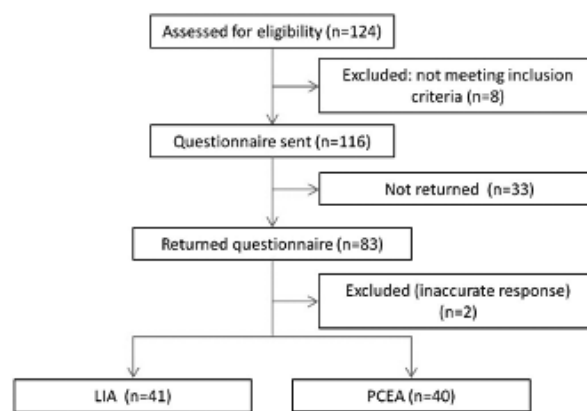 Assessed for eligibility (n=124)
Excluded: not meeting inclusion
criteria (n=8)
Questionnaire sent (n=116)
Not returned (n=33)
Returned questionnaire (n=83)
Excluded (inaccurate response)
(n=2)
LIA (n=41)
PCEA (n=40)